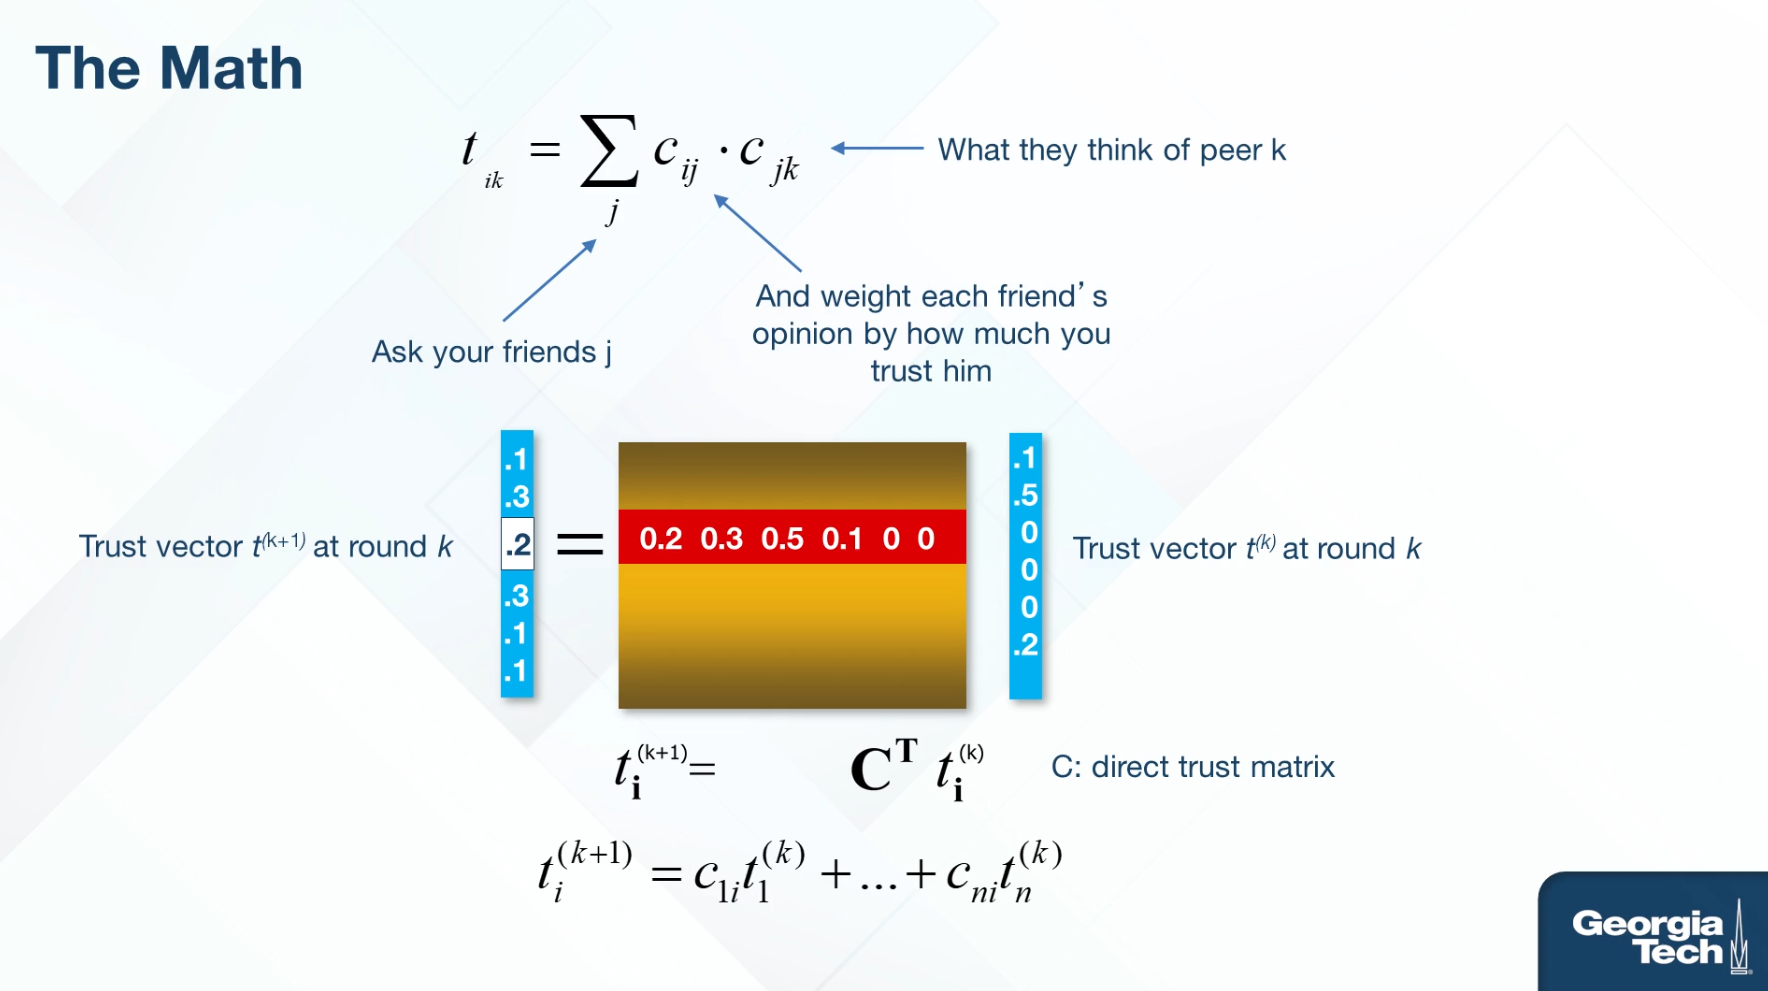 The Math
t_{ik} = \sum_j c_{ij} \cdot c_{jk}
What they think of peer k
And weight each friend’s
opinion by how much you
trust him
Ask your friends j
Trust vector t^{(k+1)} at round k
.1
.3
.2
.3
.1
.1
=
0.2 0.3 0.5 0.1 0 0
.1
.5
0
0
0
.2
Trust vector t^{(k)} at round k
t_i^{(k+1)} = C^T t_i^{(k)}
C: direct trust matrix
t_i^{(k+1)} = c_{1i}t_1^{(k)} + ... + c_{ni}t_n^{(k)}
Georgia
Tech